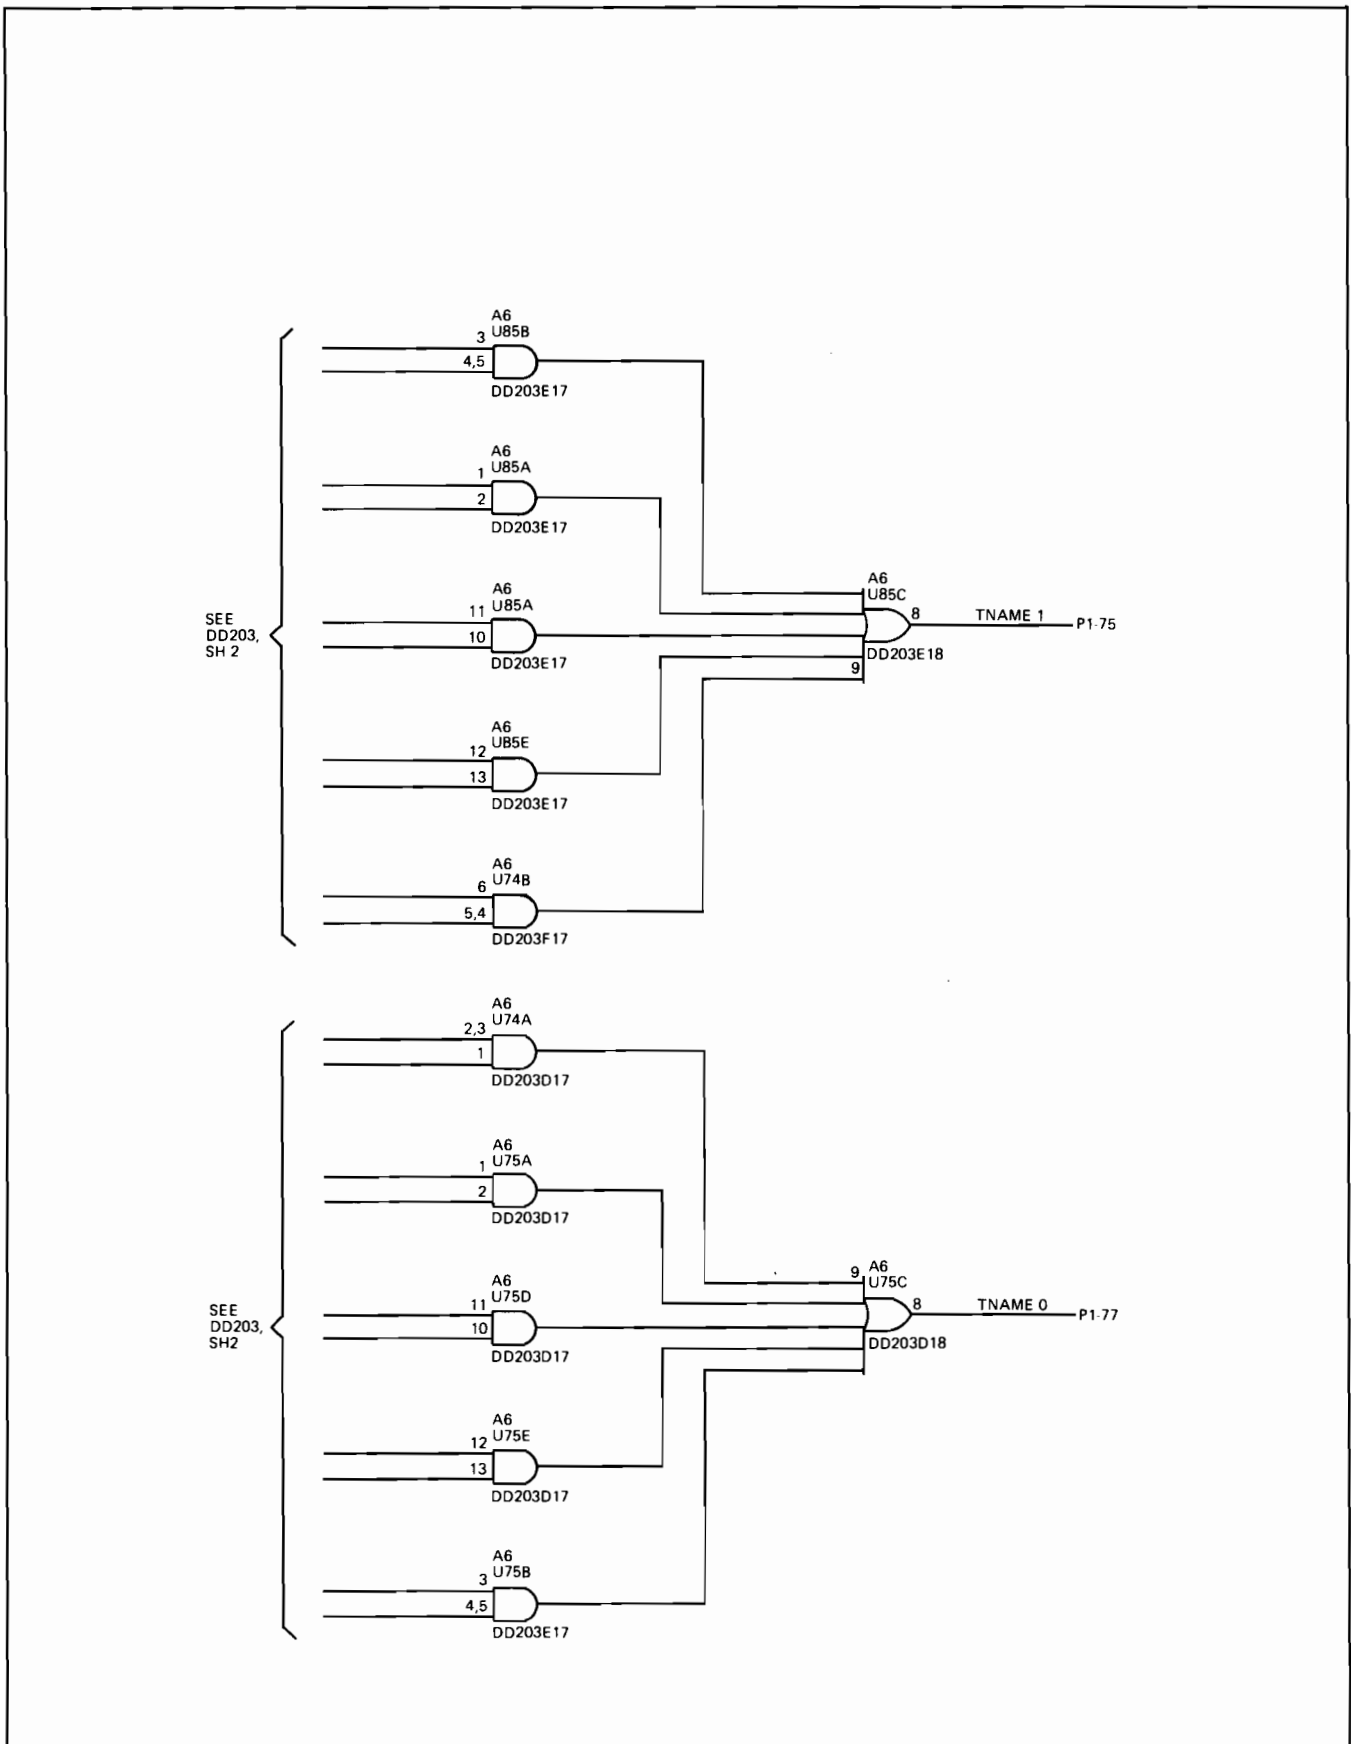 A6
U85B
3
4,5
DD203E17
A6
U85A
1
2
DD203E17
A6
U85A
11
10
DD203E17
SEE
DD203,
SH 2
A6
U85C
8
TNAME 1
P1-75
DD203E18
9
A6
UB5E
12
13
DD203E17
A6
U74B
6
5,4
DD203F17
A6
U74A
2,3
1
DD203D17
A6
U75A
1
2
DD203D17
A6
U75D
11
10
DD203D17
SEE
DD203,
SH2
9
A6
U75C
8
TNAME 0
P1-77
DD203D18
A6
U75E
12
13
DD203D17
A6
U75B
3
4,5
DD203E17